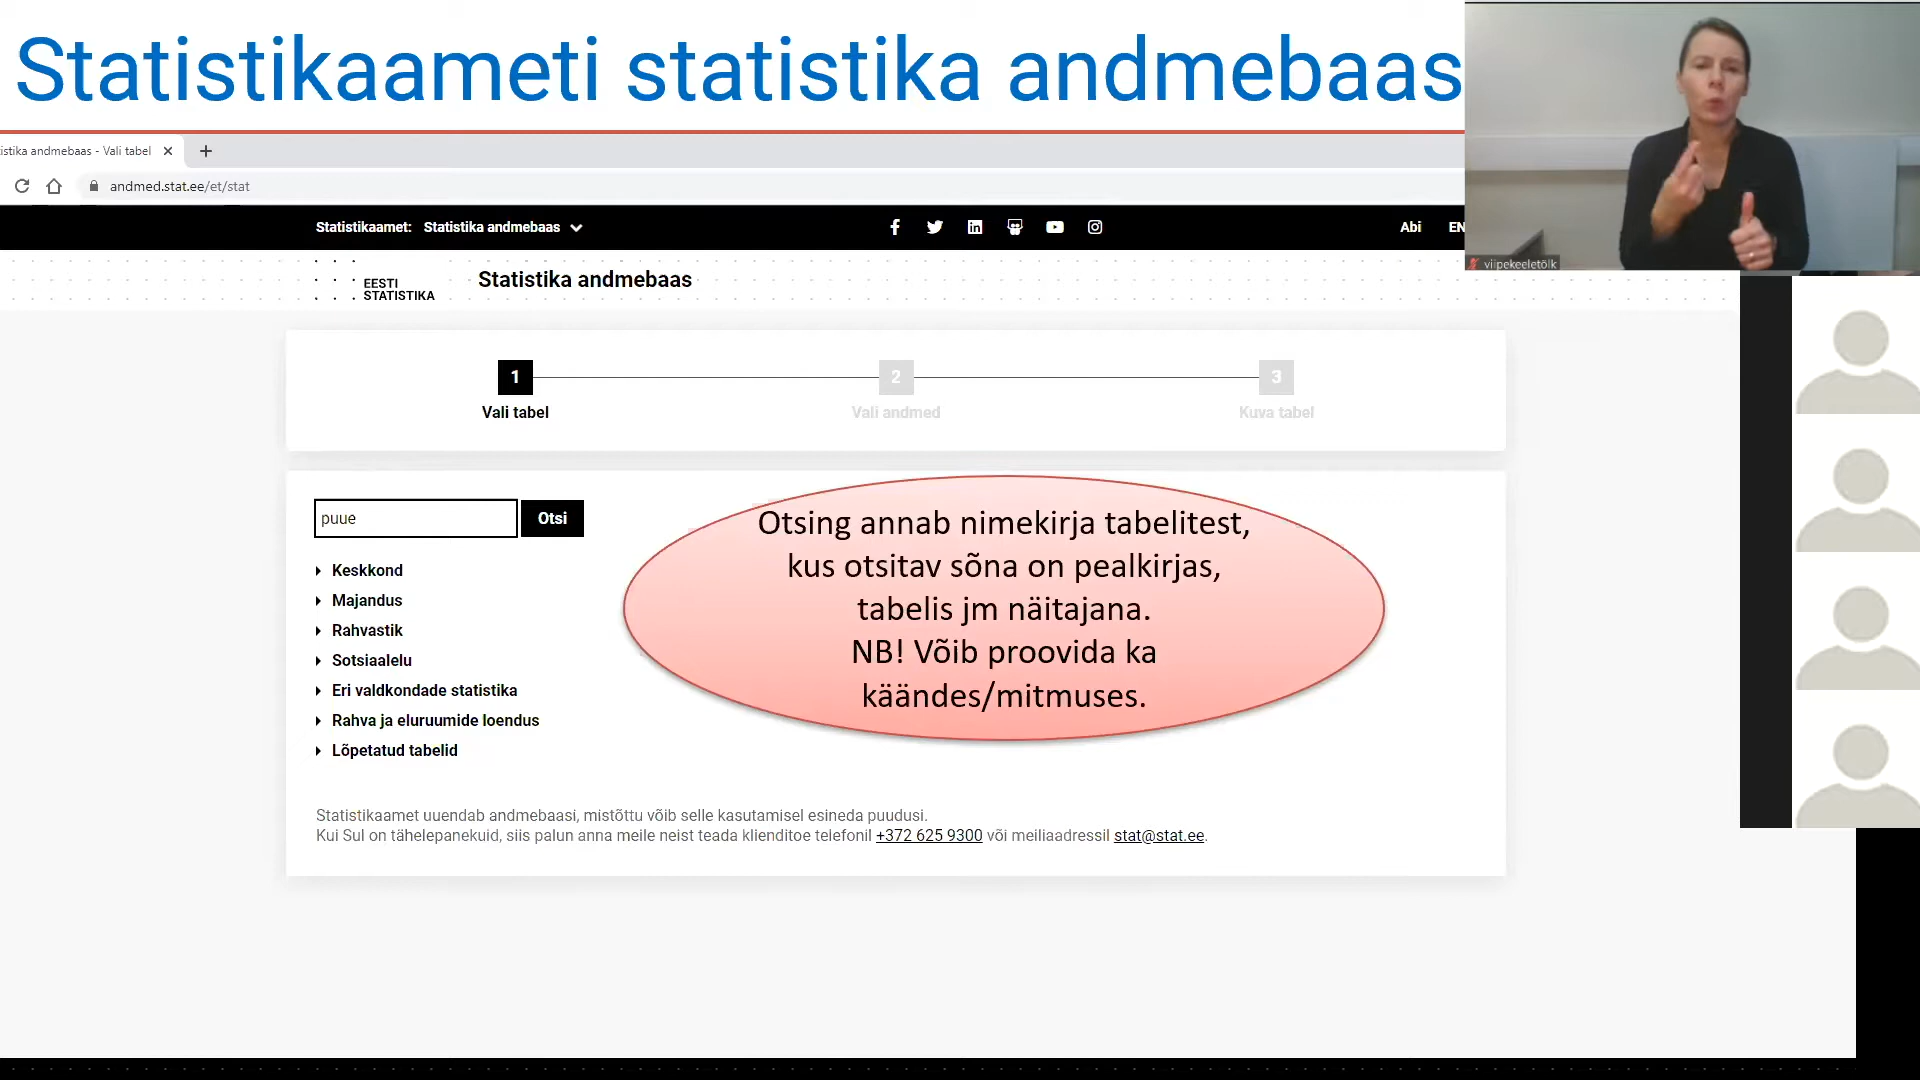 Statistikaameti statistika andmebaas
istika andmebaas - Vali tabel
andmed.stat.ee/et/stat
Statistikaamet: Statistika andmebaas
Abi EN
EESTI
STATISTIKA
Statistika andmebaas
viipekeeletõlk
1 2 3
Vali tabel Vali andmed Kuva tabel
puue Otsi
Keskkond
Majandus
Rahvastik
Sotsiaalelu
Eri valdkondade statistika
Rahva ja eluruumide loendus
Lõpetatud tabelid
Otsing annab nimekirja tabelitest,
kus otsitav sõna on pealkirjas,
tabelis jm näitajana.
NB! Võib proovida ka
käändes/mitmuses.
Statistikaamet uuendab andmebaasi, mistõttu võib selle kasutamisel esineda puudusi.
Kui Sul on tähelepanekuid, siis palun anna meile neist teada klienditoe telefonil +372 625 9300 või meiliaadressil stat@stat.ee.